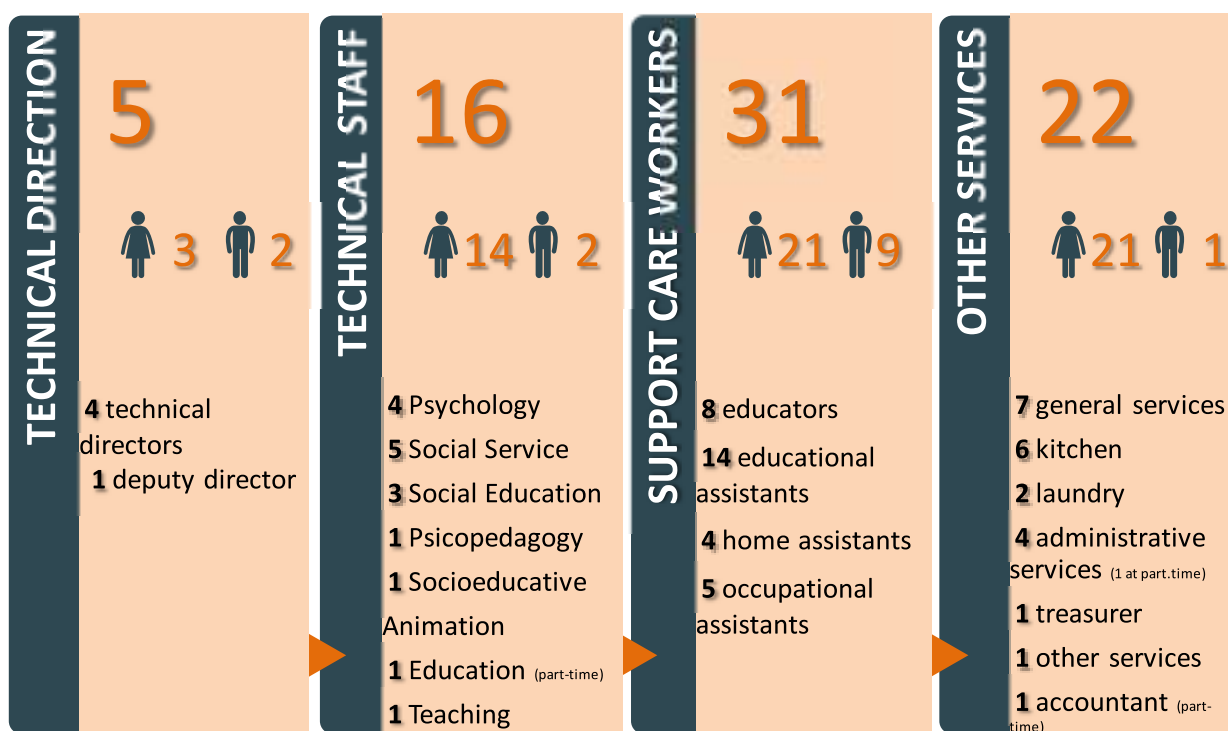 TECHNICAL DIRECTION
5
3 2
4 technical
directors
1 deputy director
TECHNICAL STAFF
16
14 2
4 Psychology
5 Social Service
3 Social Education
1 Psicopedagogy
1 Socioeducative
Animation
1 Education (part-time)
1 Teaching
SUPPORT CARE WORKERS
31
21 9
8 educators
14 educational
assistants
4 home assistants
5 occupational
assistants
OTHER SERVICES
22
21 1
7 general services
6 kitchen
2 laundry
4 administrative
services (1 at part.time)
1 treasurer
1 other services
1 accountant (part-
time)